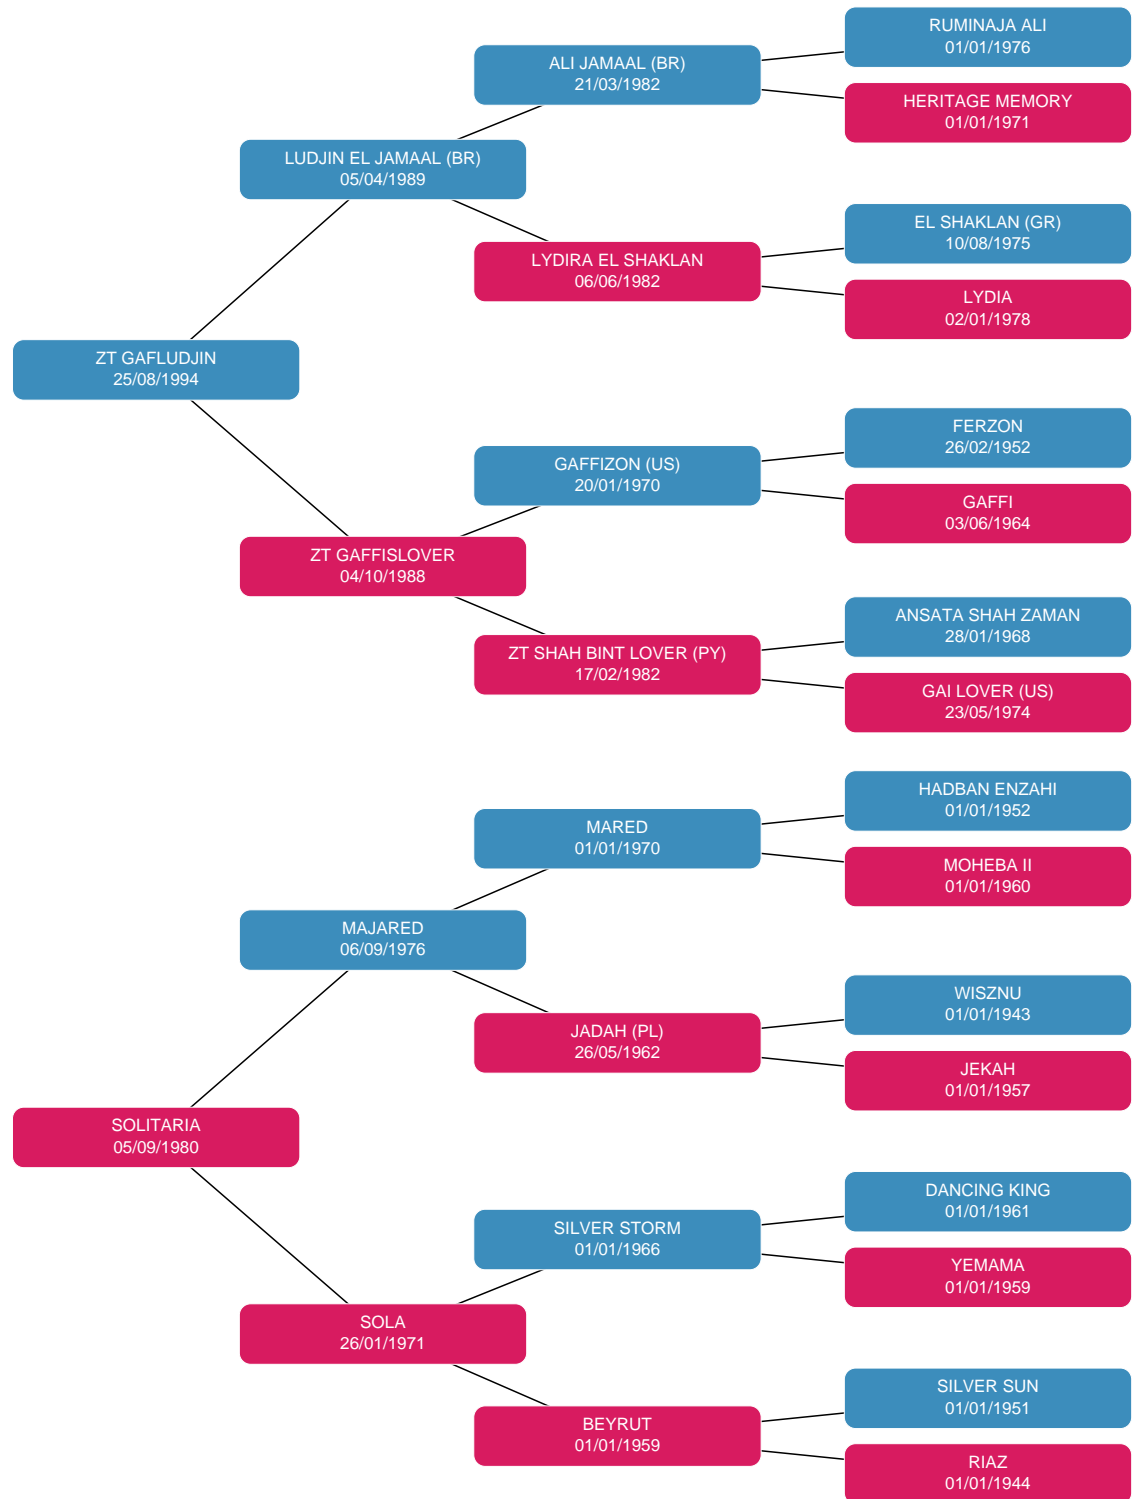 RUMINAJA ALI
01/01/1976
ALI JAMAAL (BR)
21/03/1982
HERITAGE MEMORY
01/01/1971
LUDJIN EL JAMAAL (BR)
05/04/1989
EL SHAKLAN (GR)
10/08/1975
LYDIRA EL SHAKLAN
06/06/1982
LYDIA
02/01/1978
ZT GAFLUDJIN
25/08/1994
FERZON
26/02/1952
GAFFIZON (US)
20/01/1970
GAFFI
03/06/1964
ZT GAFFISLOVER
04/10/1988
ANSATA SHAH ZAMAN
28/01/1968
ZT SHAH BINT LOVER (PY)
17/02/1982
GAI LOVER (US)
23/05/1974
HADBAN ENZAHI
01/01/1952
MARED
01/01/1970
MOHEBA II
01/01/1960
MAJARED
06/09/1976
WISZNU
01/01/1943
JADAH (PL)
26/05/1962
JEKAH
01/01/1957
SOLITARIA
05/09/1980
DANCING KING
01/01/1961
SILVER STORM
01/01/1966
YEMAMA
01/01/1959
SOLA
26/01/1971
SILVER SUN
01/01/1951
BEYRUT
01/01/1959
RIAZ
01/01/1944